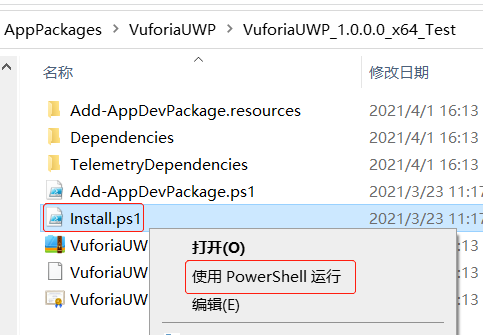 AppPackages > VuforiaUWP > VuforiaUWP_1.0.0.0_x64_Test
名称 修改日期
Add-AppDevPackage.resources 2021/4/1 16:13
Dependencies 2021/4/1 16:13
TelemetryDependencies 2021/4/1 16:13
Add-AppDevPackage.ps1 2021/3/23 11:17
Install.ps1 2021/3/23 11:17
VuforiaUW :13
打开(O)
VuforiaUW :13
使用 PowerShell 运行
VuforiaUW :13
编辑(E)